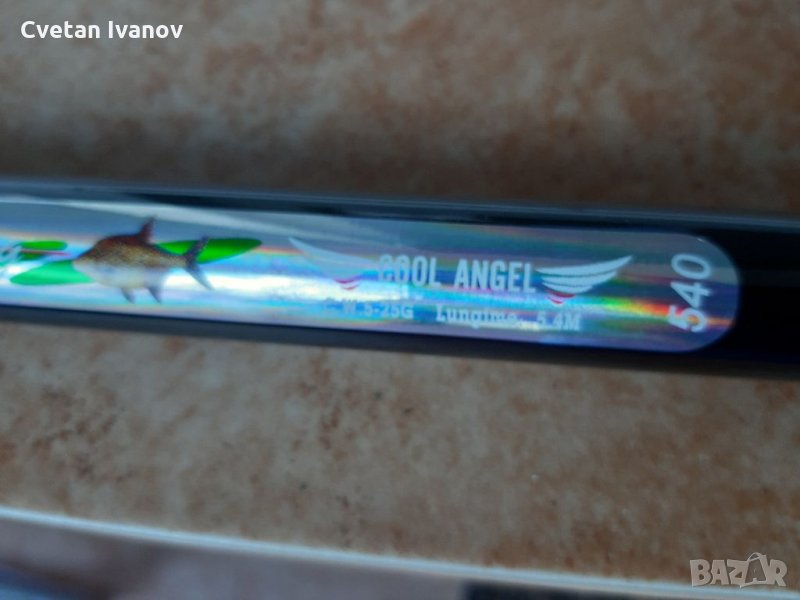 Cvetan Ivanov
COOL ANGEL
C.W 5-25G Lungime. 5.4M
540
BAZAR